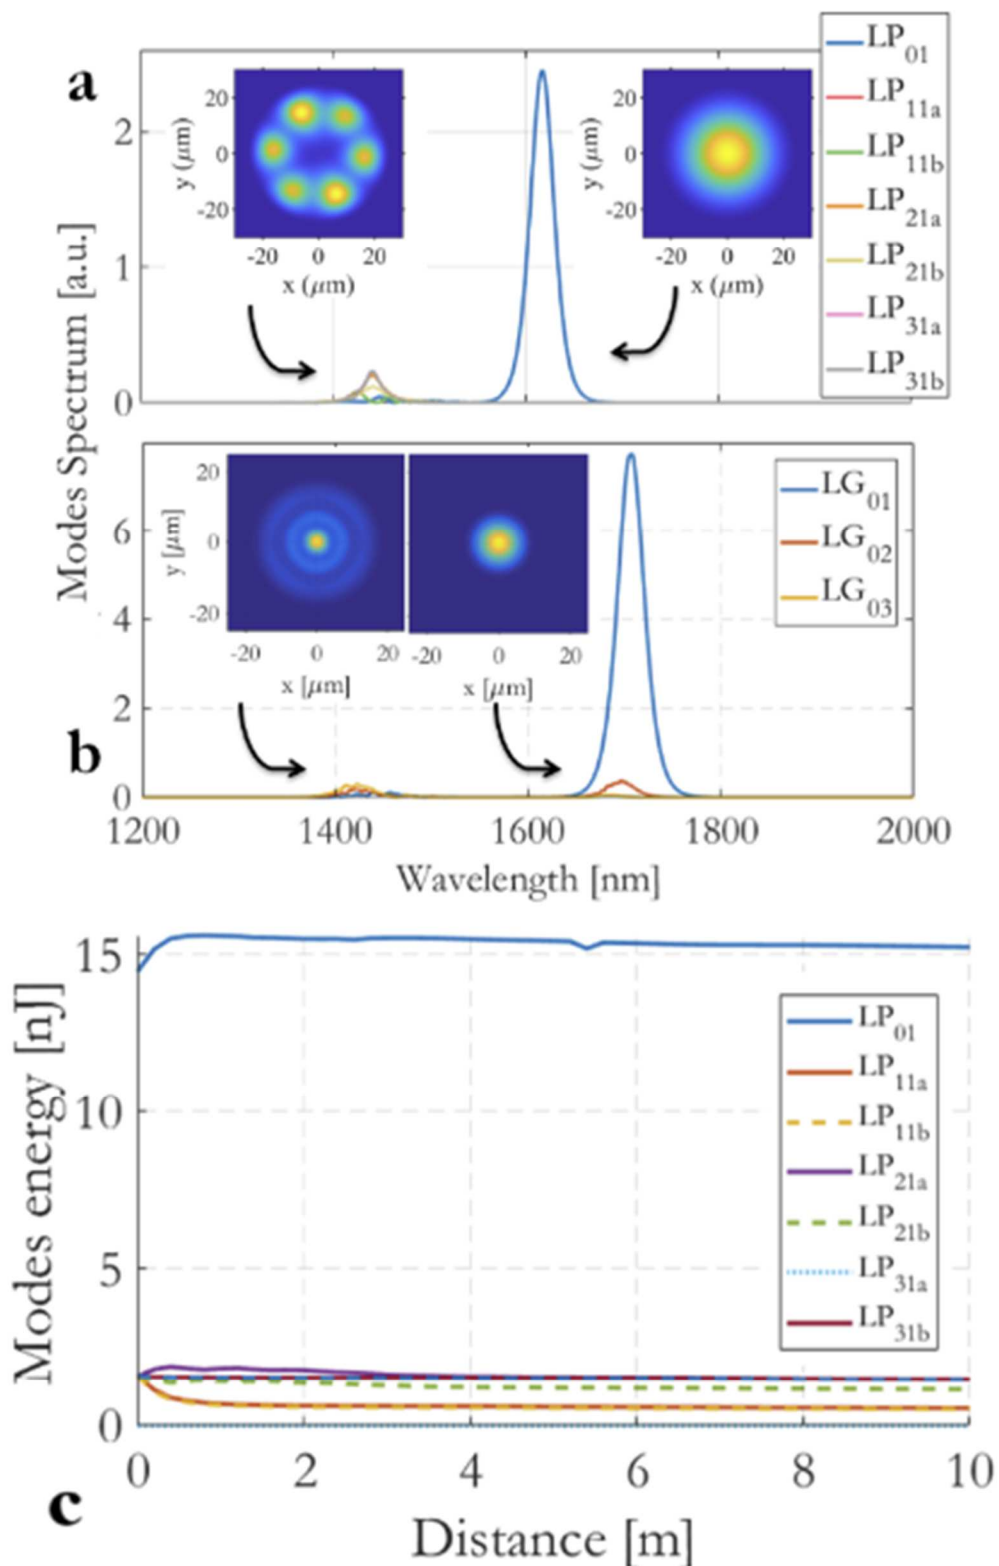 a
LP01
LP11a
LP11b
LP21a
LP21b
LP31a
LP31b
20
0
-20
y (μm)
-20 0 20
x (μm)
20
0
-20
y (μm)
-20 0 20
x (μm)
2
1
0
Modes Spectrum [a.u.]
b
LG01
LG02
LG03
20
0
-20
y [μm]
-20 0 20
x [μm]
-20 0 20
x [μm]
6
4
2
0
1200 1400 1600 1800 2000
Wavelength [nm]
15
10
5
0
Modes energy [nJ]
LP01
LP11a
LP11b
LP21a
LP21b
LP31a
LP31b
0 2 4 6 8 10
c
Distance [m]